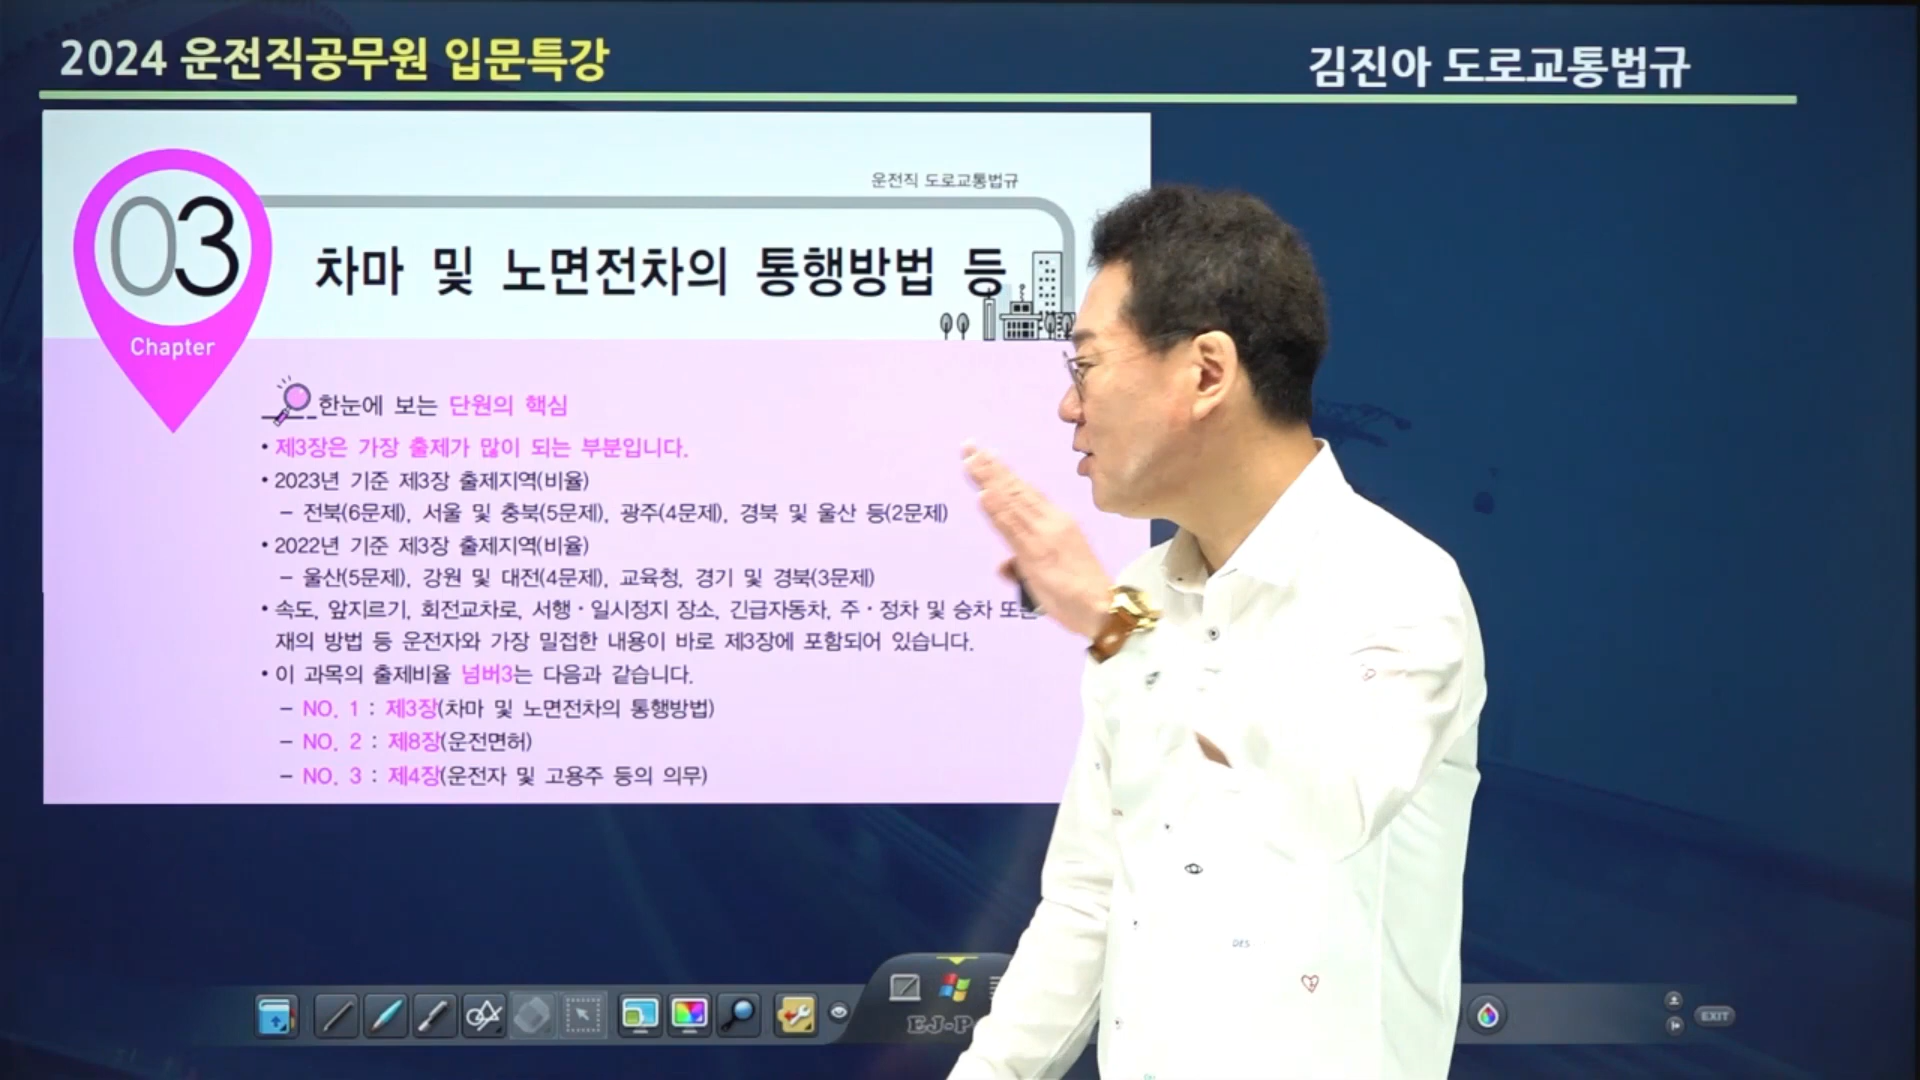 2024 운전직공무원 입문특강
김진아 도로교통법규
운전직 도로교통법규
03
Chapter
차마 및 노면전차의 통행방법 등
한눈에 보는 단원의 핵심
• 제3장은 가장 출제가 많이 되는 부분입니다.
• 2023년 기준 제3장 출제지역(비율)
– 전북(6문제), 서울 및 충북(5문제), 광주(4문제), 경북 및 울산 등(2문제)
• 2022년 기준 제3장 출제지역(비율)
– 울산(5문제), 강원 및 대전(4문제), 교육청, 경기 및 경북(3문제)
• 속도, 앞지르기, 회전교차로, 서행·일시정지 장소, 긴급자동차, 주·정차 및 승차 또는
재의 방법 등 운전자와 가장 밀접한 내용이 바로 제3장에 포함되어 있습니다.
• 이 과목의 출제비율 넘버3는 다음과 같습니다.
– NO. 1 : 제3장(차마 및 노면전차의 통행방법)
– NO. 2 : 제8장(운전면허)
– NO. 3 : 제4장(운전자 및 고용주 등의 의무)
DES
EJ-P
EXIT